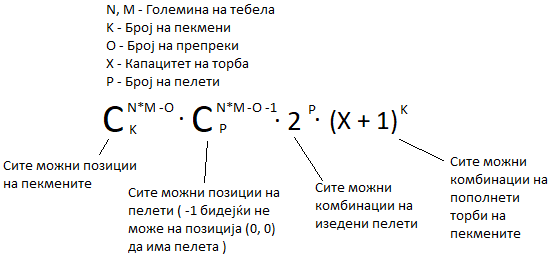 N, M - Големина на тебела
K - Број на пекмени
O - Број на препреки
X - Капацитет на торба
P - Број на пелети
C K N*M -O · C P N*M -O -1 · 2 P · (X + 1) K
Сите можни позиции
на пекмените
Сите можни позиции на
пелети ( -1 бидејќи не
може на позиција (0, 0)
да има пелета )
Сите можни
комбинации на
изедени пелети
Сите можни
комбинации на
пополнети
торби на
пекмените